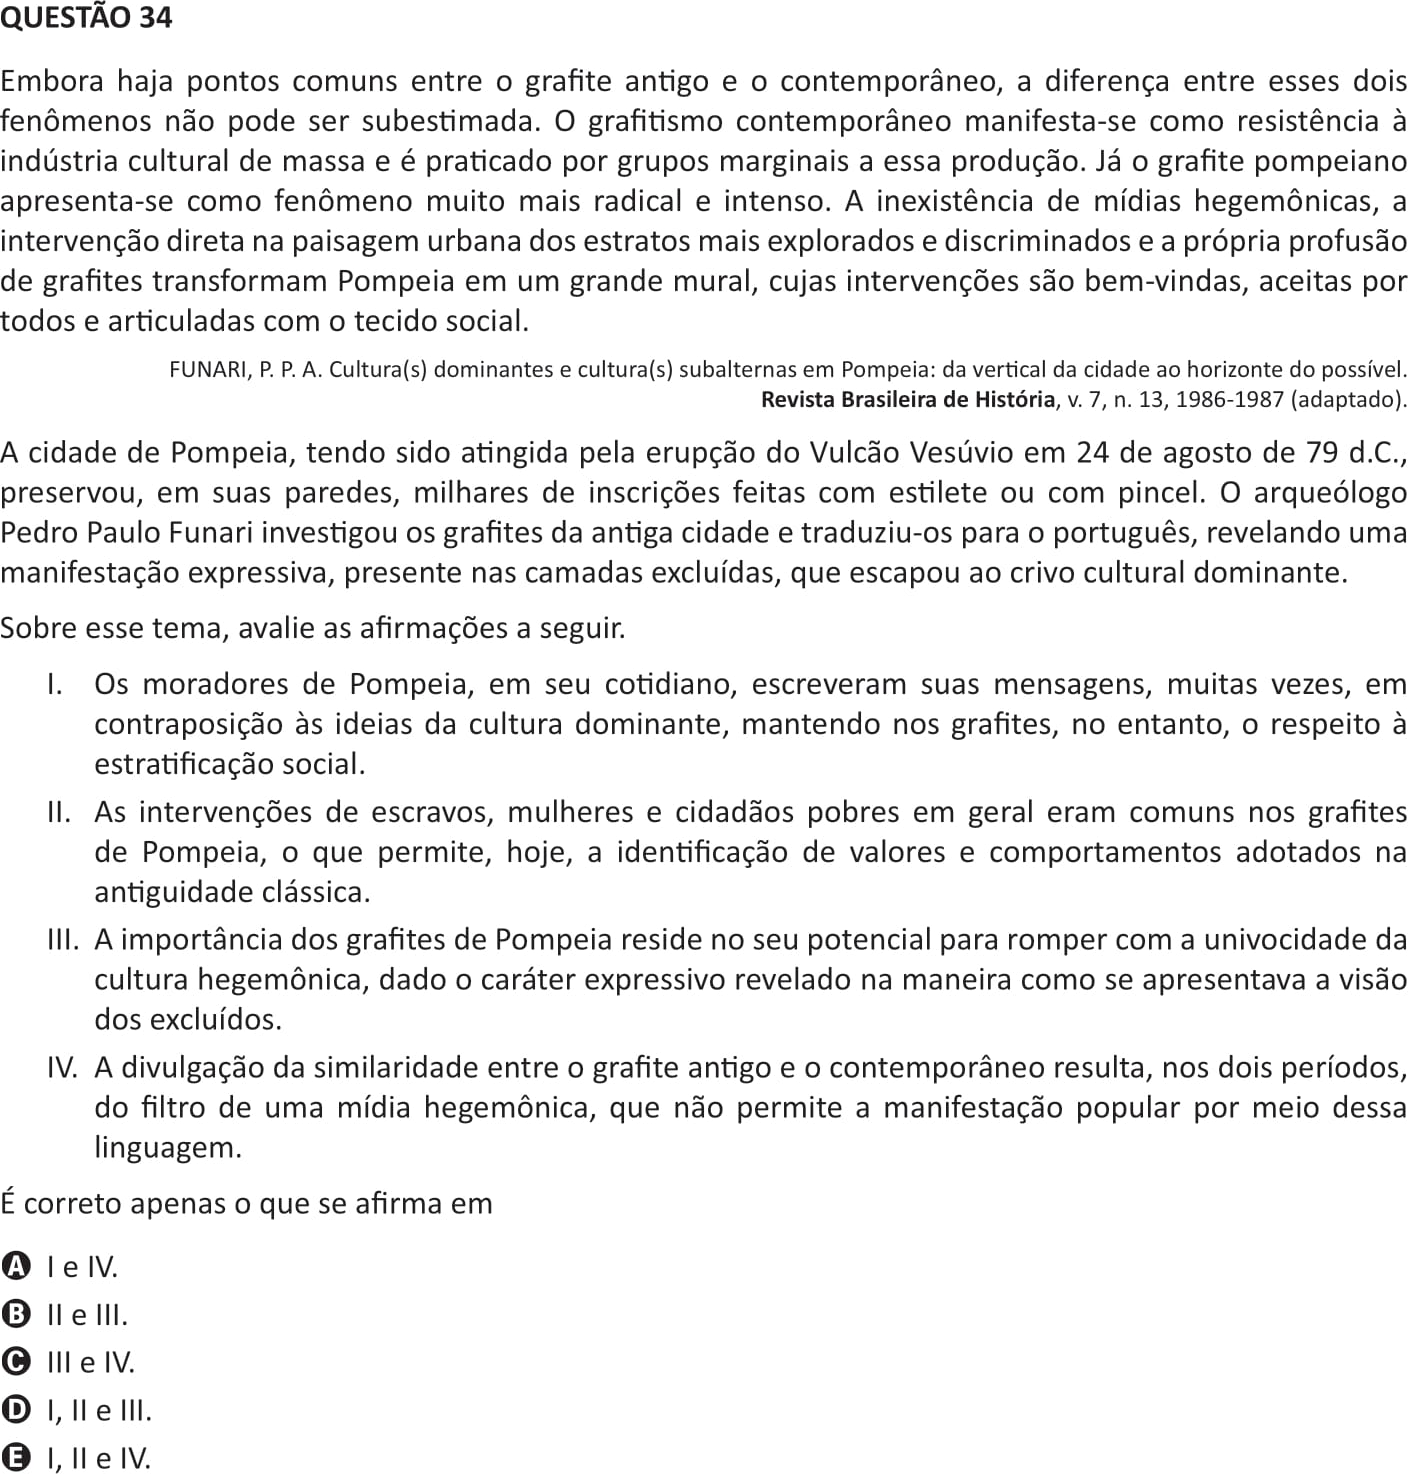 QUESTÃO 34
Embora haja pontos comuns entre o grafite antigo e o contemporâneo, a diferença entre esses dois
fenômenos não pode ser subestimada. O grafitismo contemporâneo manifesta-se como resistência à
indústria cultural de massa e é praticado por grupos marginais a essa produção. Já o grafite pompeiano
apresenta-se como fenômeno muito mais radical e intenso. A inexistência de mídias hegemônicas, a
intervenção direta na paisagem urbana dos estratos mais explorados e discriminados e a própria profusão
de grafites transformam Pompeia em um grande mural, cujas intervenções são bem-vindas, aceitas por
todos e articuladas com o tecido social.
FUNARI, P. P. A. Cultura(s) dominantes e cultura(s) subalternas em Pompeia: da vertical da cidade ao horizonte do possível.
Revista Brasileira de História, v. 7, n. 13, 1986-1987 (adaptado).
A cidade de Pompeia, tendo sido atingida pela erupção do Vulcão Vesúvio em 24 de agosto de 79 d.C.,
preservou, em suas paredes, milhares de inscrições feitas com estilete ou com pincel. O arqueólogo
Pedro Paulo Funari investigou os grafites da antiga cidade e traduziu-os para o português, revelando uma
manifestação expressiva, presente nas camadas excluídas, que escapou ao crivo cultural dominante.
Sobre esse tema, avalie as afirmações a seguir.
I. Os moradores de Pompeia, em seu cotidiano, escreveram suas mensagens, muitas vezes, em
contraposição às ideias da cultura dominante, mantendo nos grafites, no entanto, o respeito à
estratificação social.
II. As intervenções de escravos, mulheres e cidadãos pobres em geral eram comuns nos grafites
de Pompeia, o que permite, hoje, a identificação de valores e comportamentos adotados na
antiguidade clássica.
III. A importância dos grafites de Pompeia reside no seu potencial para romper com a univocidade da
cultura hegemônica, dado o caráter expressivo revelado na maneira como se apresentava a visão
dos excluídos.
IV. A divulgação da similaridade entre o grafite antigo e o contemporâneo resulta, nos dois períodos,
do filtro de uma mídia hegemônica, que não permite a manifestação popular por meio dessa
linguagem.
É correto apenas o que se afirma em
A I e IV.
B II e III.
C III e IV.
D I, II e III.
E I, II e IV.